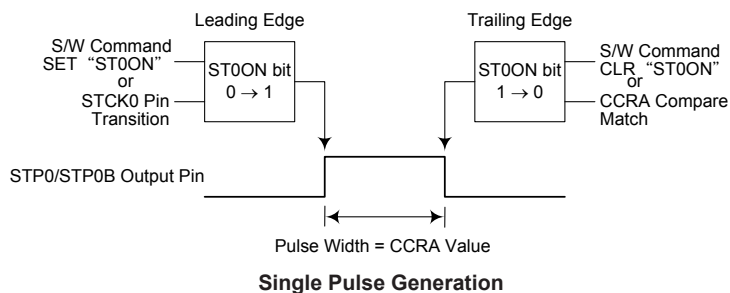 Leading Edge
Trailing Edge
S/W Command
SET “ST0ON”
or
STCK0 Pin
Transition
ST0ON bit
0 → 1
ST0ON bit
1 → 0
S/W Command
CLR “ST0ON”
or
CCRA Compare
Match
STP0/STP0B Output Pin
Pulse Width = CCRA Value
Single Pulse Generation